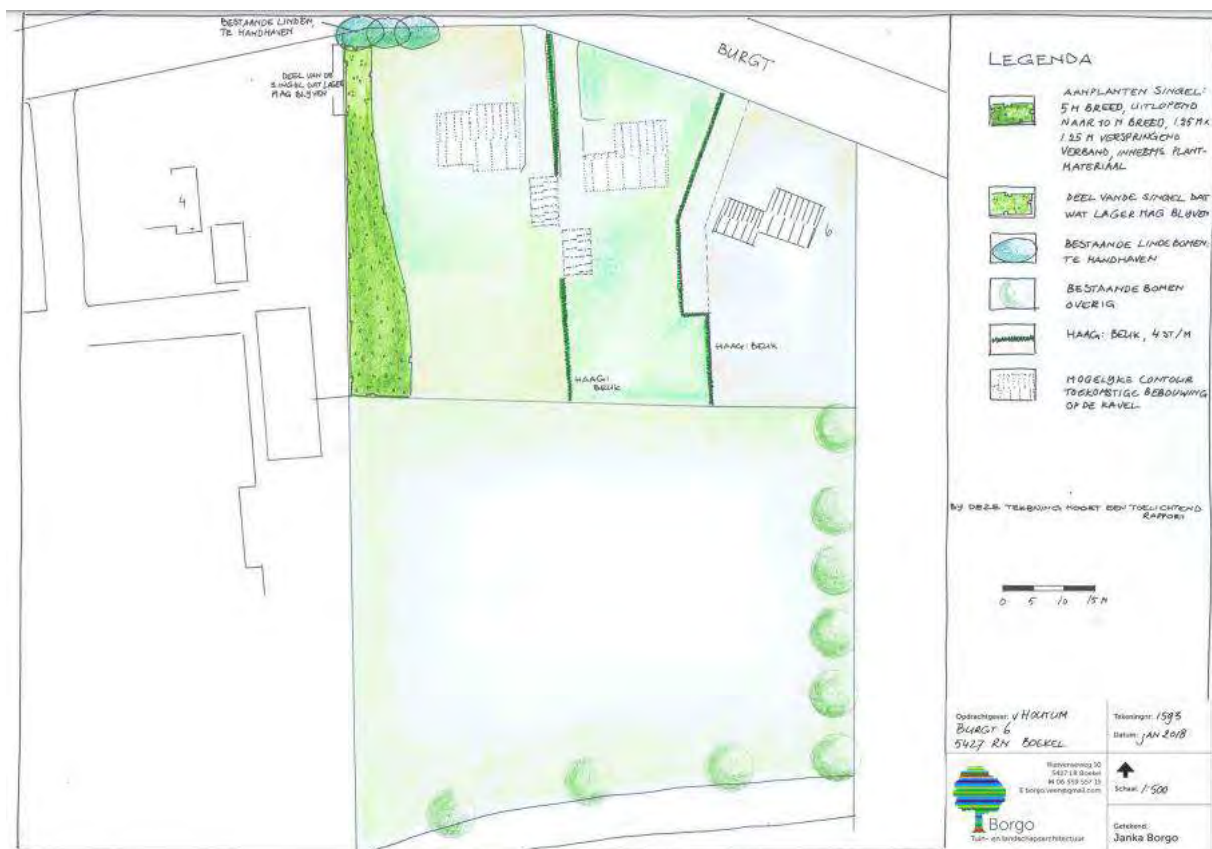 BESTAANDE LINDEN,
TE HANDHAVEN
DEEL VAN DE
SINGEL DAT LAGER
MAG BLIJVEN
BURGT
4
6
HAAG: BEUK
HAAG:
BEUK
LEGENDA
AANPLANTEN SINGEL:
5 M BREED, UITLOPEND
NAAR 10 M BREED, 1.25 M x
1.25 M VERSPRINGEND
VERBAND, INHEEMS PLANT-
MATERIAAL
DEEL VAN DE SINGEL DAT
WAT LAGER MAG BLIJVEN
BESTAANDE LINDEBOMEN:
TE HANDHAVEN
BESTAANDE BOMEN
OVERIG
HAAG: BEUK, 4 ST/M
MOGELIJKE CONTOUR
TOEKOMSTIGE BEBOUWING
OP DE KAVEL
BIJ DEZE TEKENING HOORT EEN TOELICHTEND
RAPPORT
0 5 10 15 M
Opdrachtgever: v HOUTUM
BURGT 6
5427 RN BOEKEL
Tekeningnr: 1593
Datum: JAN 2018
5427 LR Boekel
Schaal: 1:500
Borgo
Tuin- en landschapsarchitectuur
Getekend:
Janka Borgo